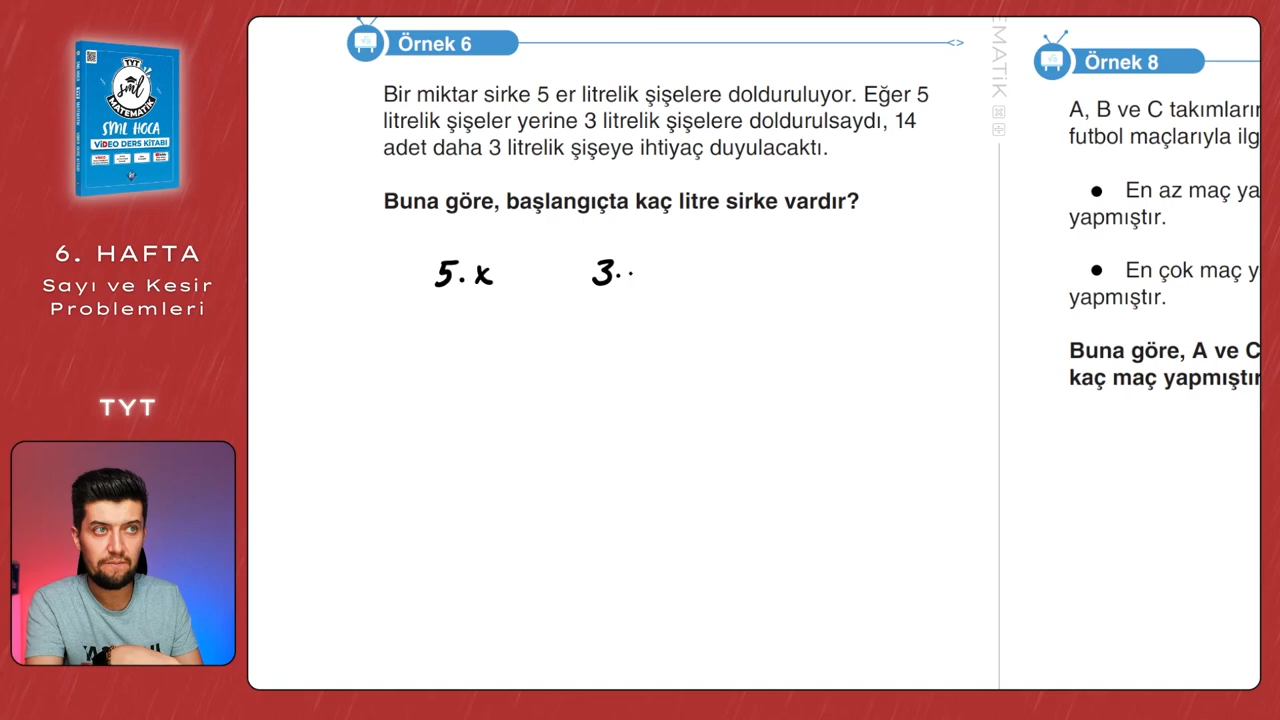 TYT
sml
MATEMATİK
SML HOCA
VİDEO DERS KİTABI
6. HAFTA
Sayı ve Kesir
Problemleri
TYT
Örnek 6
Bir miktar sirke 5 er litrelik şişelere dolduruluyor. Eğer 5
litrelik şişeler yerine 3 litrelik şişelere doldurulsaydı, 14
adet daha 3 litrelik şişeye ihtiyaç duyulacaktı.
Buna göre, başlangıçta kaç litre sirke vardır?
5. x 3.
EMATİK
Örnek 8
A, B ve C takımların
futbol maçlarıyla ilg
● En az maç ya
yapmıştır.
● En çok maç y
yapmıştır.
Buna göre, A ve C
kaç maç yapmıştır